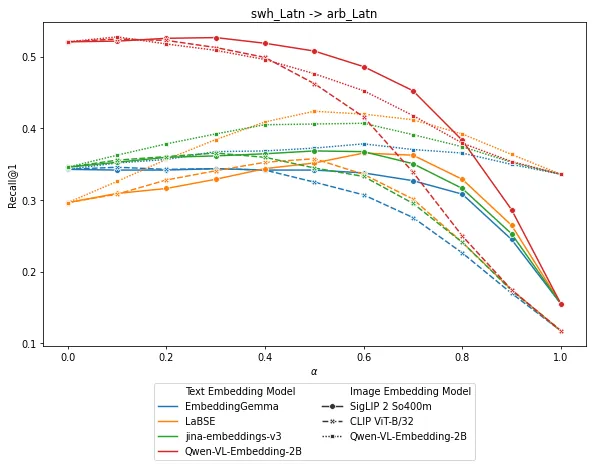 swh_Latn -> arb_Latn
Recall@1
0.5
0.4
0.3
0.2
0.1
0.0 0.2 0.4 0.6 0.8 1.0
α
Text Embedding Model Image Embedding Model
EmbeddingGemma SigLIP 2 So400m
LaBSE CLIP ViT-B/32
jina-embeddings-v3 Qwen-VL-Embedding-2B
Qwen-VL-Embedding-2B